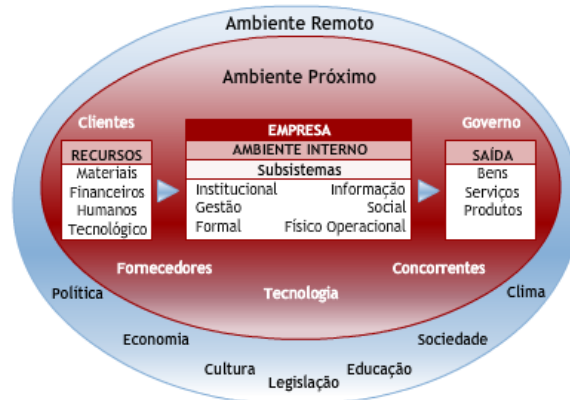 Ambiente Remoto
Ambiente Próximo
Clientes
Governo
RECURSOS
Materiais
Financeiros
Humanos
Tecnológico
EMPRESA
AMBIENTE INTERNO
Subsistemas
Institucional Informação
Gestão Social
Formal Físico Operacional
SAÍDA
Bens
Serviços
Produtos
Fornecedores
Concorrentes
Tecnologia
Política
Clima
Economia
Sociedade
Cultura
Educação
Legislação